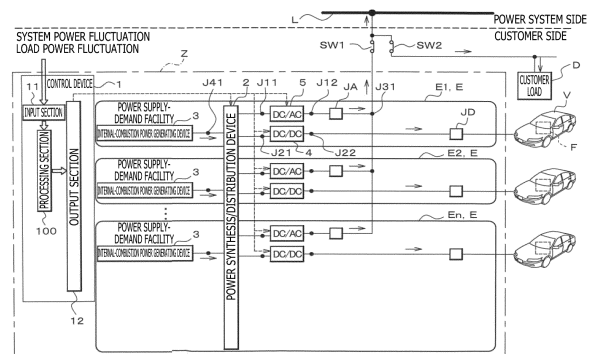 L
POWER SYSTEM SIDE
CUSTOMER SIDE
SYSTEM POWER FLUCTUATION
LOAD POWER FLUCTUATION
SW1
SW2
Z
D
CUSTOMER LOAD
CONTROL DEVICE
1
11
INPUT SECTION
PROCESSING SECTION
100
OUTPUT SECTION
12
J41
2
J11
5
J12
JA
J31
E1, E
V
POWER SUPPLY-
DEMAND FACILITY
3
INTERNAL-COMBUSTION POWER GENERATING DEVICE
POWER SYNTHESIS/DISTRIBUTION DEVICE
DC/AC
DC/DC
J21
4
J22
JD
F
E2, E
POWER SUPPLY-
DEMAND FACILITY
3
INTERNAL-COMBUSTION POWER GENERATING DEVICE
DC/AC
DC/DC
En, E
POWER SUPPLY-
DEMAND FACILITY
3
INTERNAL-COMBUSTION POWER GENERATING DEVICE
DC/AC
DC/DC